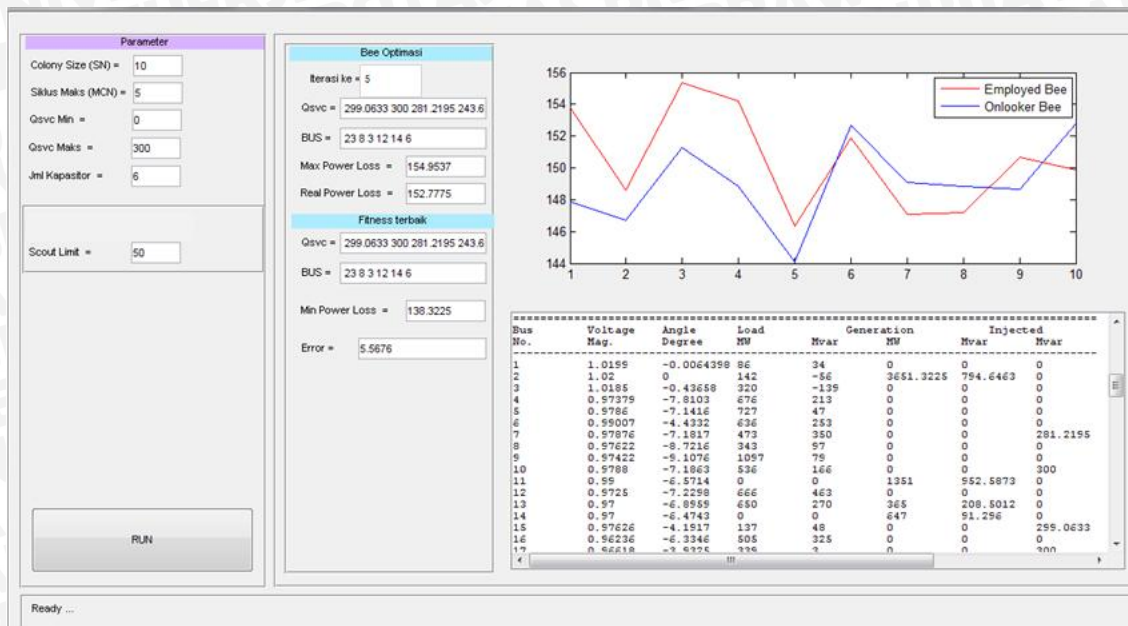 Parameter
Colony Size (SN) = 10
Siklus Maks (MCN) = 5
Qsvc Min = 0
Qsvc Maks = 300
Jml Kapasitor = 6
Scout Limit = 50
RUN
Bee Optimasi
Iterasi ke = 5
Qsvc = 299.0633 300 281.2195 243.6
BUS = 23 8 3 12 14 6
Max Power Loss = 154.9537
Real Power Loss = 152.7775
Fitness terbaik
Qsvc = 299.0633 300 281.2195 243.6
BUS = 23 8 3 12 14 6
Min Power Loss = 138.3225
Error = 5.5676
156
154
152
150
148
146
144
1 2 3 4 5 6 7 8 9 10
Employed Bee
Onlooker Bee
Bus Voltage Angle Load Generation Injected
No. Mag. Degree MW Mvar MW Mvar Mvar
1 1.0199 -0.0064398 86 34 0 0 0
2 1.02 0 142 -56 3651.3225 794.6463 0
3 1.0185 -0.43658 320 -139 0 0 0
4 0.97379 -7.8103 676 213 0 0 0
5 0.9786 -7.1416 727 47 0 0 0
6 0.99007 -4.4332 636 253 0 0 0
7 0.97876 -7.1817 473 350 0 0 281.2195
8 0.97622 -8.7216 343 97 0 0 0
9 0.97422 -9.1076 1097 79 0 0 0
10 0.9788 -7.1863 536 166 0 0 300
11 0.99 -6.5714 0 0 1351 952.5873 0
12 0.9725 -7.2298 666 463 0 0 0
13 0.97 -6.8959 650 270 365 208.5012 0
14 0.97 -6.4743 0 0 647 91.296 0
15 0.97626 -4.1917 137 48 0 0 299.0633
16 0.96236 -6.3346 505 325 0 0 0
17 0.96618 -3.9325 339 3 0 0 300
Ready ...